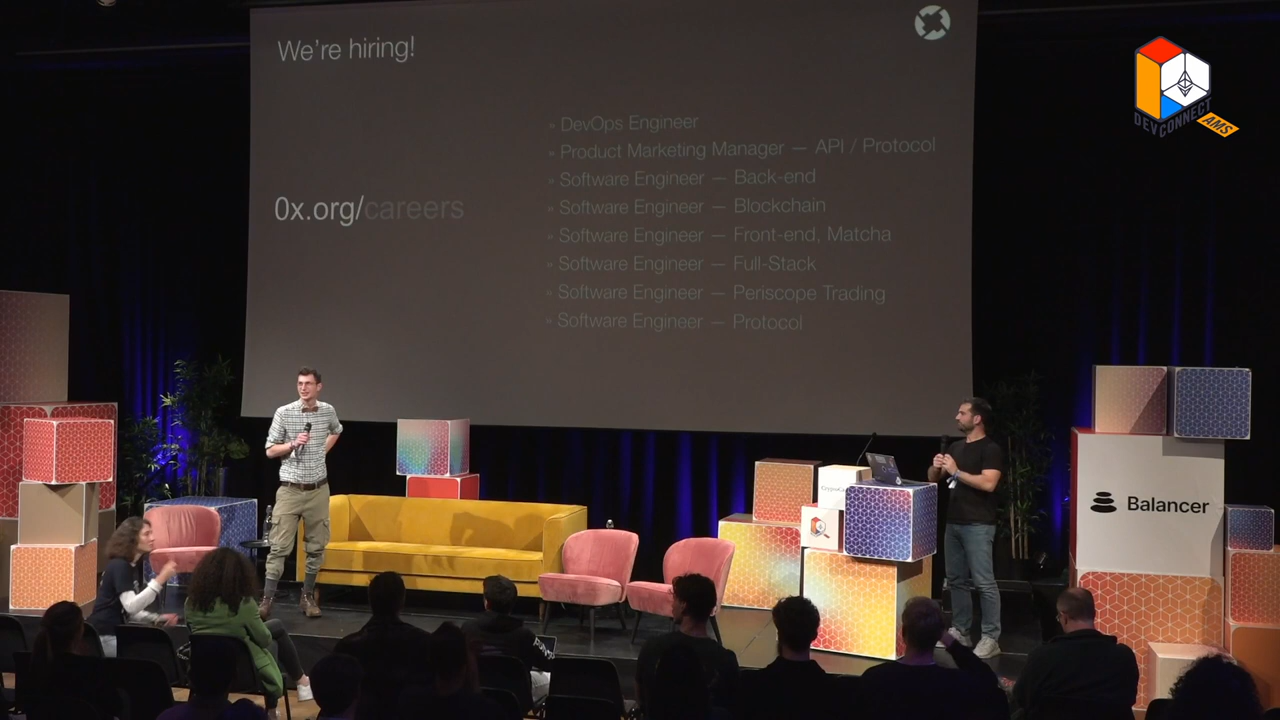 We're hiring!
0x.org/careers
» DevOps Engineer
» Product Marketing Manager — API / Protocol
» Software Engineer — Back-end
» Software Engineer — Blockchain
» Software Engineer — Front-end, Matcha
» Software Engineer — Full-Stack
» Software Engineer — Periscope Trading
» Software Engineer — Protocol
DEVCONNECT
AMS
Balancer